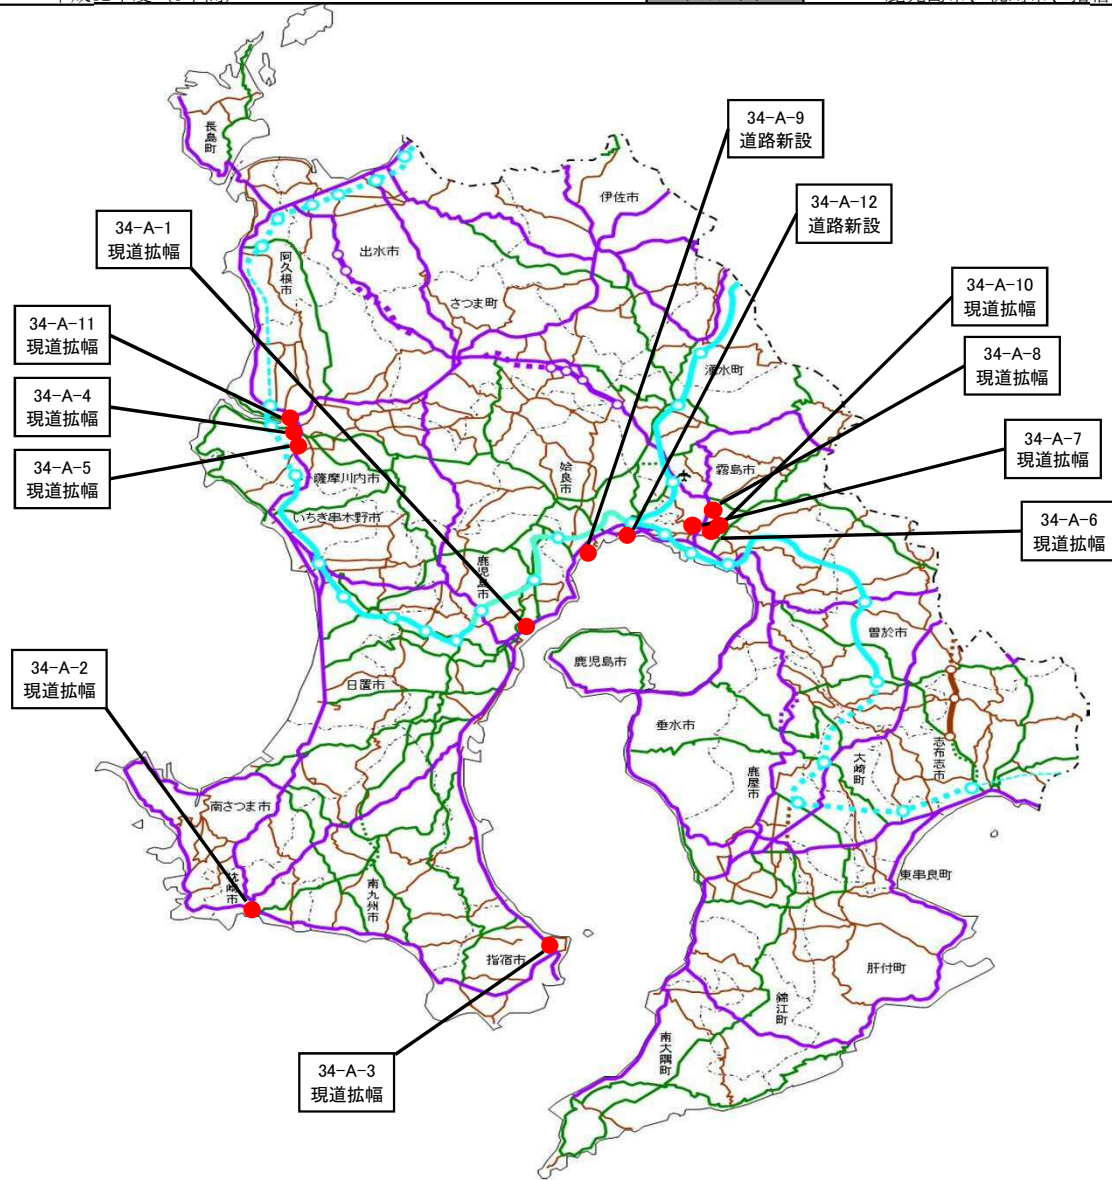 長島町
34-A-9
道路新設
34-A-12
道路新設
伊佐市
34-A-1
現道拡幅
出水市
阿久根市
さつま町
34-A-10
現道拡幅
34-A-11
現道拡幅
湧水町
34-A-8
現道拡幅
34-A-4
現道拡幅
34-A-7
現道拡幅
34-A-5
現道拡幅
薩摩川内市
姶良市
霧島市
いちき串木野市
34-A-6
現道拡幅
鹿児島市
曽於市
34-A-2
現道拡幅
鹿児島市
日置市
垂水市
鹿屋市
大崎町
志布志市
南さつま市
枕崎市
南九州市
東串良町
指宿市
肝付町
錦江町
南大隅町
34-A-3
現道拡幅